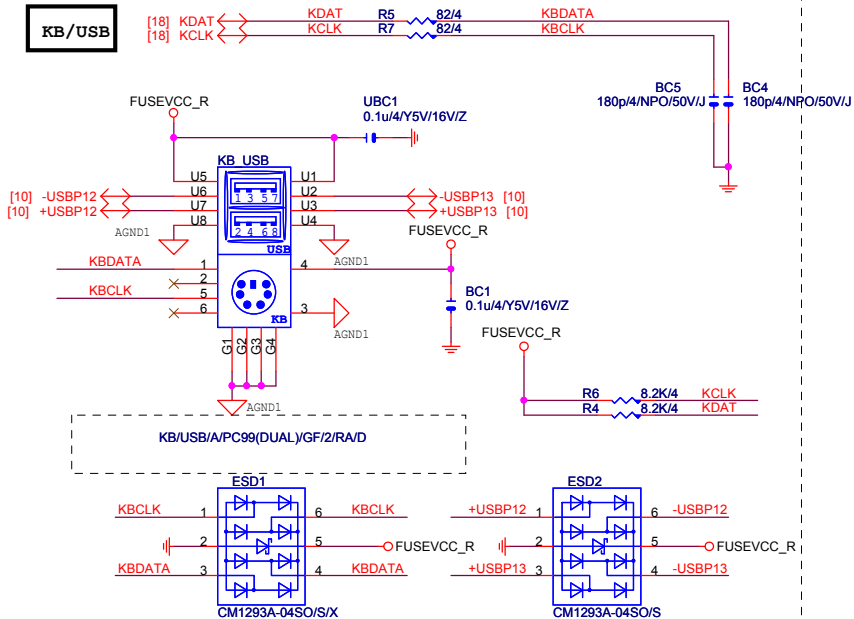 KB/USB
[18] KDAT KDAT R5 82/4 KBDATA
[18] KCLK KCLK R7 82/4 KBCLK
BC5 BC4
180p/4/NPO/50V/J 180p/4/NPO/50V/J
FUSEVCC_R
UBC1
0.1u/4/Y5V/16V/Z
KB_USB
U5 U1
[10] -USBP12 U6 U2 -USBP13 [10]
[10] +USBP12 U7 U3 +USBP13 [10]
U8 U4
1 3 5 7
2 4 6 8
USB
AGND1
AGND1
FUSEVCC_R
KBDATA 1 4
2
KBCLK 5
6 3
KB
AGND1
BC1
0.1u/4/Y5V/16V/Z
G1 G2 G3 G4
AGND1
FUSEVCC_R
R6 8.2K/4 KCLK
R4 8.2K/4 KDAT
KB/USB/A/PC99(DUAL)/GF/2/RA/D
ESD1
KBCLK 1 6 KBCLK
2 5 FUSEVCC_R
KBDATA 3 4 KBDATA
CM1293A-04SO/S/X
ESD2
+USBP12 1 6 -USBP12
2 5 FUSEVCC_R
+USBP13 3 4 -USBP13
CM1293A-04SO/S